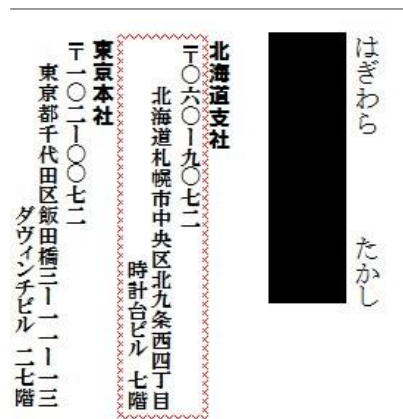 はぎわら　たかし
北海道支社
〒〇六〇ー九〇七二
北海道札幌市中央区北九条西四丁目
時計台ビル　七階
東京本社
〒一〇二ー〇〇七二
東京都千代田区飯田橋三ー一一ー一三
ダヴィンチビル　二七階